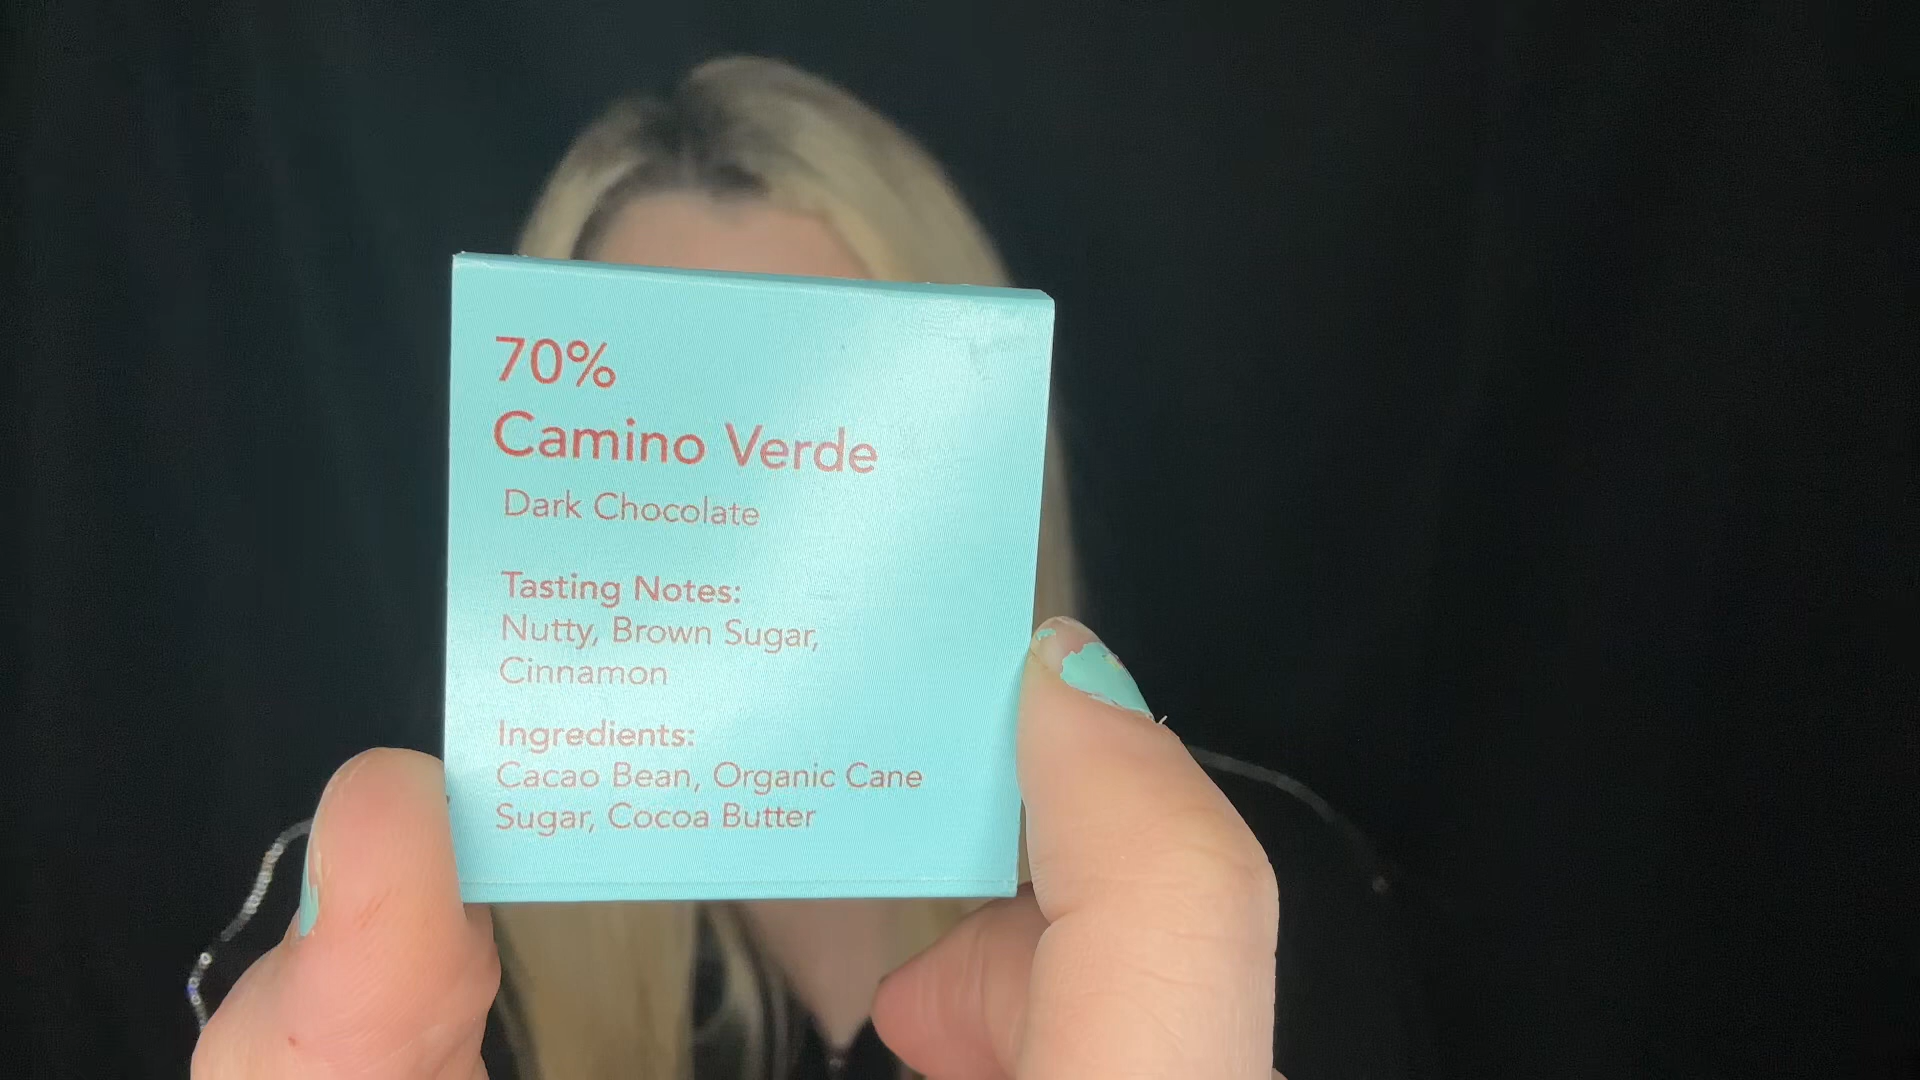 70%
Camino Verde
Dark Chocolate
Tasting Notes:
Nutty, Brown Sugar,
Cinnamon
Ingredients:
Cacao Bean, Organic Cane
Sugar, Cocoa Butter